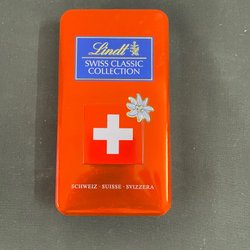 Lindt
SWISS CLASSIC
COLLECTION
SCHWEIZ · SUISSE · SVIZZERA